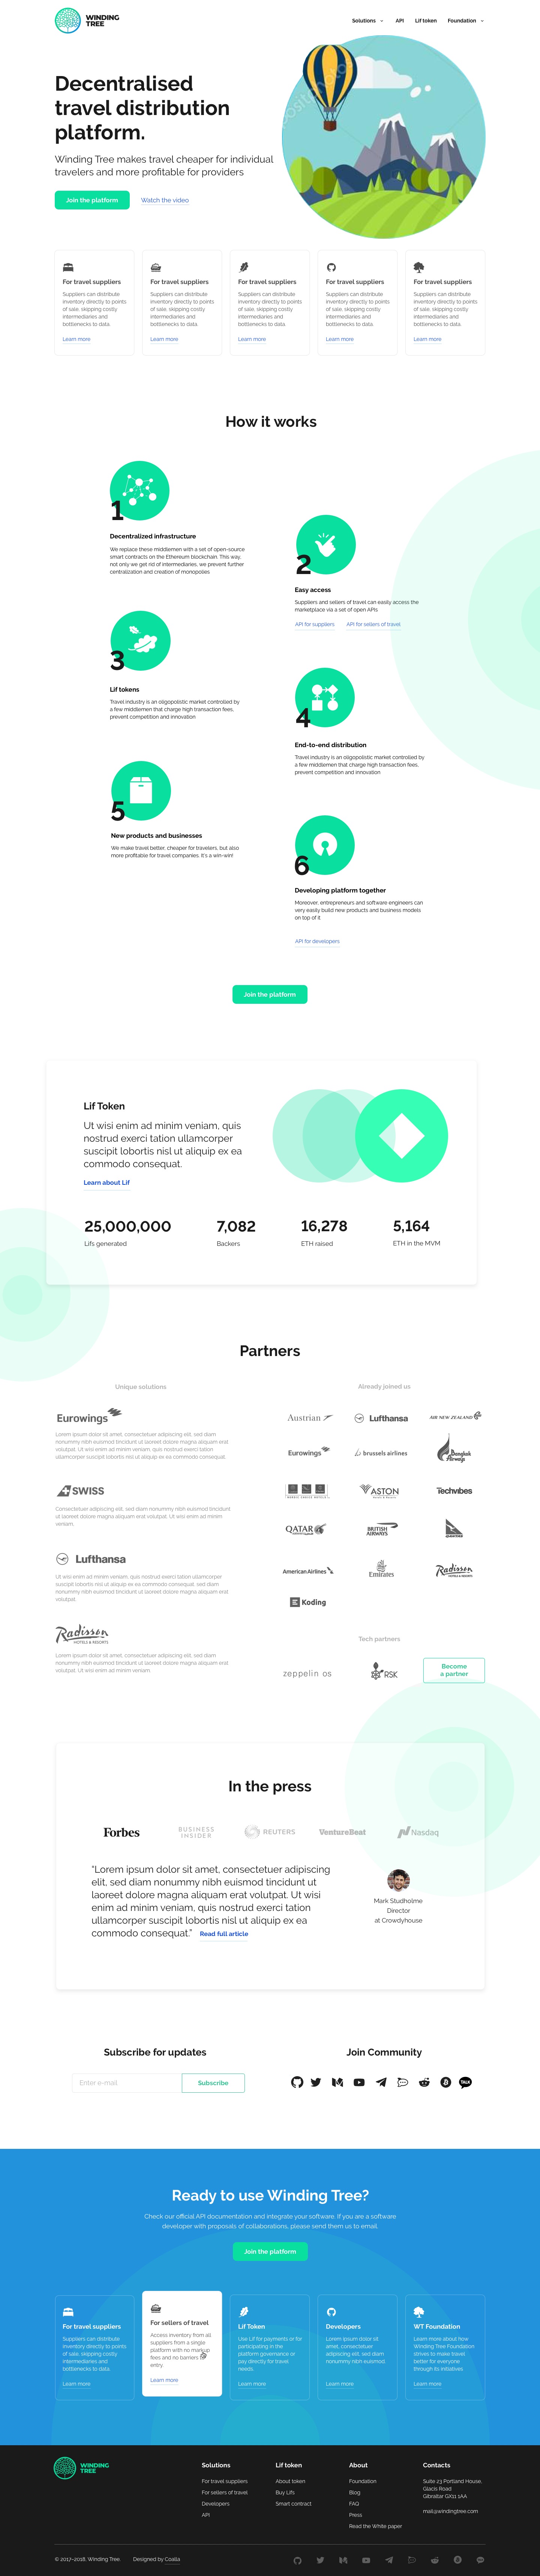 WINDING
TREE
Solutions
API
Lif token
Foundation
Decentralised
travel distribution
platform.
Winding Tree makes travel cheaper for individual
travelers and more profitable for providers
Join the platform
Watch the video
For travel suppliers
Suppliers can distribute
inventory directly to points
of sale, skipping costly
intermediaries and
bottlenecks to data.
Learn more
For travel suppliers
Suppliers can distribute
inventory directly to points
of sale, skipping costly
intermediaries and
bottlenecks to data.
Learn more
For travel suppliers
Suppliers can distribute
inventory directly to points
of sale, skipping costly
intermediaries and
bottlenecks to data.
Learn more
For travel suppliers
Suppliers can distribute
inventory directly to points
of sale, skipping costly
intermediaries and
bottlenecks to data.
Learn more
For travel suppliers
Suppliers can distribute
inventory directly to points
of sale, skipping costly
intermediaries and
bottlenecks to data.
Learn more
How it works
1
Decentralized infrastructure
We replace these middlemen with a set of open-source
smart contracts on the Ethereum blockchain. This way,
not only we get rid of intermediaries, we prevent further
centralization and creation of monopolies
2
Easy access
Suppliers and sellers of travel can easily access the
marketplace via a set of open APIs
API for suppliers
API for sellers of travel
3
Lif tokens
Travel industry is an oligopolistic market controlled by
a few middlemen that charge high transaction fees,
prevent competition and innovation
4
End-to-end distribution
Travel industry is an oligopolistic market controlled by
a few middlemen that charge high transaction fees,
prevent competition and innovation
5
New products and businesses
We make travel better, cheaper for travelers, but also
more profitable for travel companies. It's a win-win!
6
Developing platform together
Moreover, entrepreneurs and software engineers can
very easily build new products and business models
on top of it
API for developers
Join the platform
Lif Token
Ut wisi enim ad minim veniam, quis
nostrud exerci tation ullamcorper
suscipit lobortis nisl ut aliquip ex ea
commodo consequat.
Learn about Lif
25,000,000
Lifs generated
7,082
Backers
16,278
ETH raised
5,164
ETH in the MVM
Partners
Unique solutions
Eurowings
Lorem ipsum dolor sit amet, consectetuer adipiscing elit, sed diam
nonummy nibh euismod tincidunt ut laoreet dolore magna aliquam erat
volutpat. Ut wisi enim ad minim veniam, quis nostrud exerci tation
ullamcorper suscipit lobortis nisl ut aliquip ex ea commodo consequat.
SWISS
Consectetuer adipiscing elit, sed diam nonummy nibh euismod tincidunt
ut laoreet dolore magna aliquam erat volutpat. Ut wisi enim ad minim
veniam.
Lufthansa
Ut wisi enim ad minim veniam, quis nostrud exerci tation ullamcorper
suscipit lobortis nisl ut aliquip ex ea commodo consequat. sed diam
nonummy nibh euismod tincidunt ut laoreet dolore magna aliquam erat
volutpat.
Radisson
HOTELS & RESORTS
Lorem ipsum dolor sit amet, consectetuer adipiscing elit, sed diam
nonummy nibh euismod tincidunt ut laoreet dolore magna aliquam erat
volutpat. Ut wisi enim ad minim veniam
Already joined us
Austrian
Lufthansa
AIR NEW ZEALAND
Eurowings
brussels airlines
Bangkok
Airways
ASTON
Techvibes
QATAR
BRITISH
AIRWAYS
American Airlines
Emirates
Radisson
HOTELS & RESORTS
Koding
Tech partners
zeppelin os
RSK
Become
a partner
In the press
Forbes
BUSINESS
INSIDER
REUTERS
VentureBeat
Nasdaq
“Lorem ipsum dolor sit amet, consectetuer adipiscing
elit, sed diam nonummy nibh euismod tincidunt ut
laoreet dolore magna aliquam erat volutpat. Ut wisi
enim ad minim veniam, quis nostrud exerci tation
ullamcorper suscipit lobortis nisl ut aliquip ex ea
commodo consequat.” Read full article
Mark Studholme
Director
at Crowdyhouse
Subscribe for updates
Enter e-mail
Subscribe
Join Community
TALK
Ready to use Winding Tree?
Check our official API documentation and integrate your software. If you are a software
developer with proposals of collaborations, please send them us to email
Join the platform
For travel suppliers
Suppliers can distribute
inventory directly to points
of sale, skipping costly
intermediaries and
bottlenecks to data.
Learn more
For sellers of travel
Access inventory from all
suppliers from a single
platform with no markup
fees and no barriers to
entry.
Learn more
Lif Token
Use Lif for payments or for
participating in the
platform governance or
pay directly for travel
needs.
Learn more
Developers
Lorem ipsum dolor sit
amet, consectetuer
adipiscing elit, sed diam
nonummy nibh euismod.
Learn more
WT Foundation
Learn more about how
Winding Tree Foundation
strives to make travel
better for everyone
through its initiatives
Learn more
WINDING
TREE
Solutions
For travel suppliers
For sellers of travel
Developers
API
Lif token
About token
Buy Lifs
Smart contract
About
Foundation
Blog
FAQ
Press
Read the White paper
Contacts
Suite 23 Portland House,
Glacis Road
Gibraltar GX11 1AA
mail@windingtree.com
© 2017–2018, Winding Tree.
Designed by Coalla